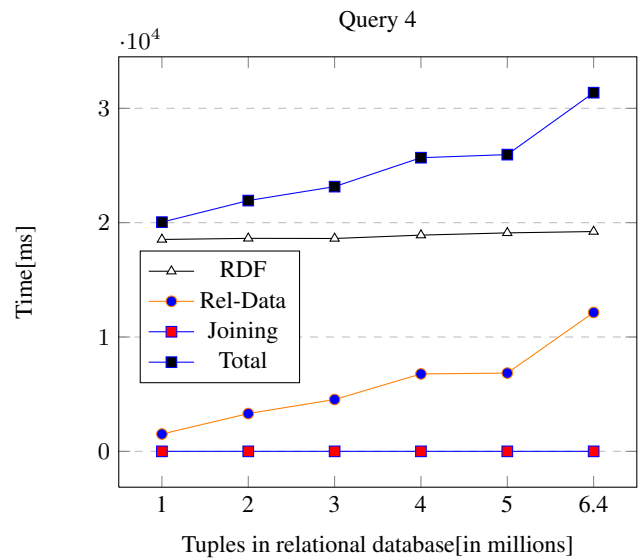 Query 4
·10⁴
3
2
1
0
Time[ms]
RDF
Rel-Data
Joining
Total
1 2 3 4 5 6.4
Tuples in relational database[in millions]